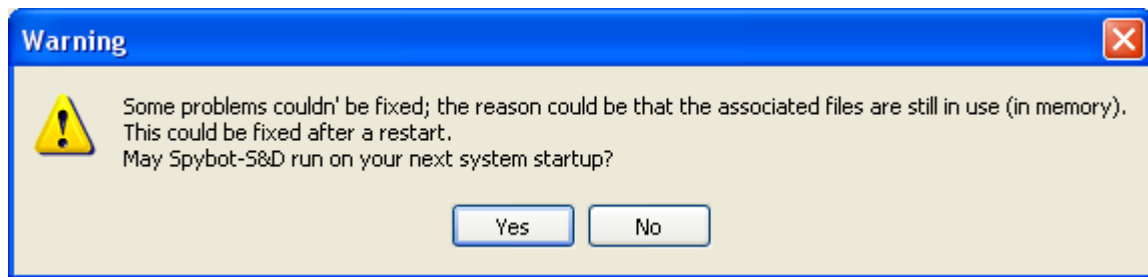 Warning
Some problems couldn' be fixed; the reason could be that the associated files are still in use (in memory).
This could be fixed after a restart.
May Spybot-S&D run on your next system startup?
Yes
No